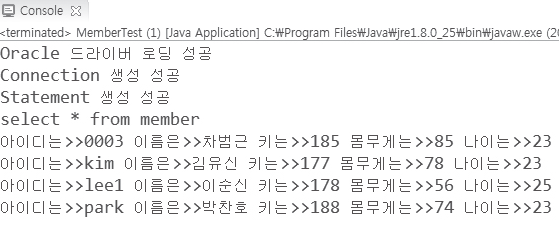 Console
<terminated> MemberTest (1) [Java Application] C:₩Program Files₩Java₩jre1.8.0_25₩bin₩javaw.exe (20
Oracle 드라이버 로딩 성공
Connection 생성 성공
Statement 생성 성공
select * from member
아이디는>>0003 이름은>>차범근 키는>>185 몸무게는>>85 나이는>>23
아이디는>>kim 이름은>>김유신 키는>>177 몸무게는>>78 나이는>>23
아이디는>>lee1 이름은>>이순신 키는>>178 몸무게는>>56 나이는>>25
아이디는>>park 이름은>>박찬호 키는>>188 몸무게는>>74 나이는>>23